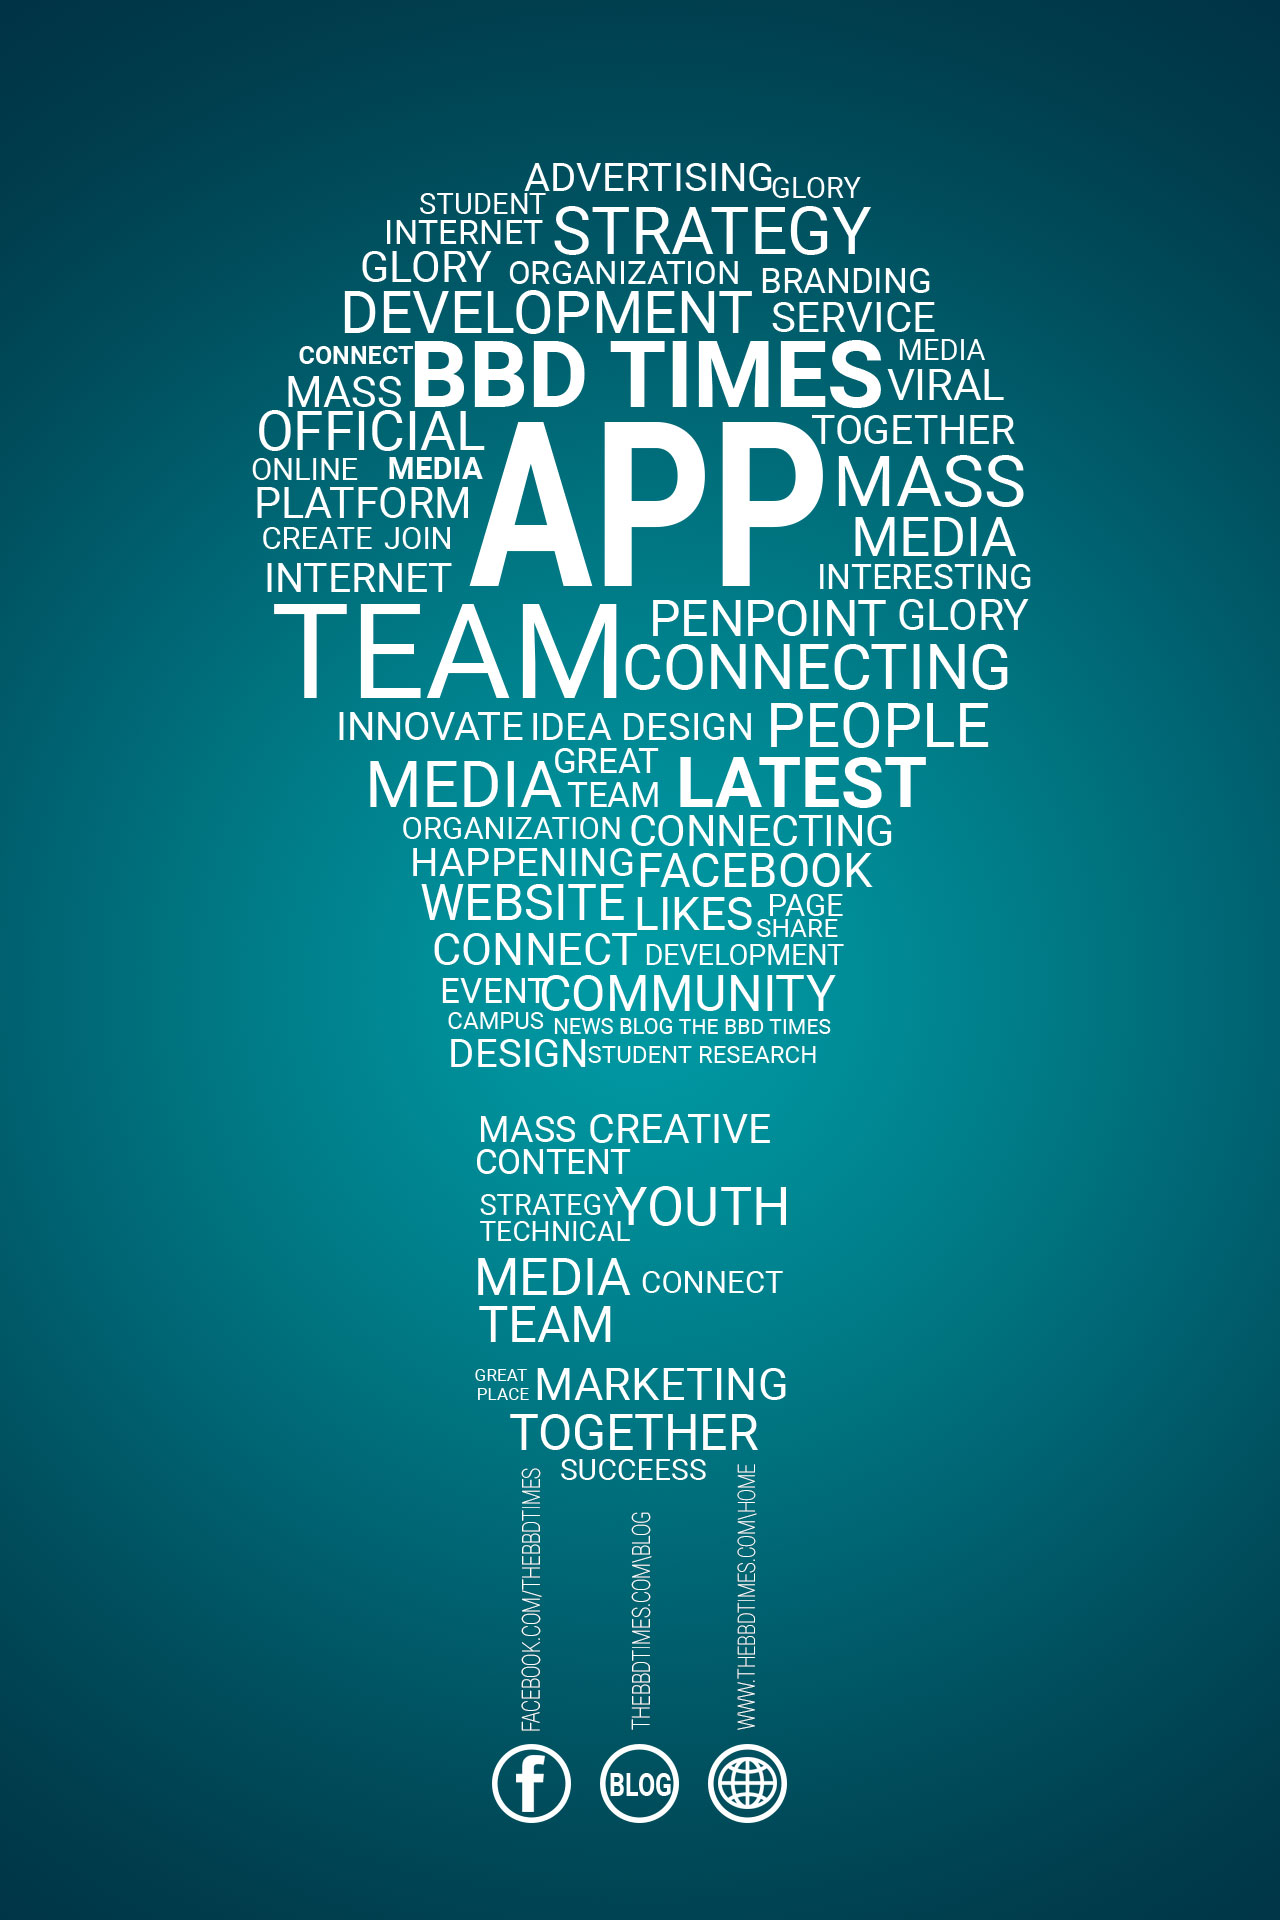 ADVERTISING GLORY
STUDENT
INTERNET STRATEGY
GLORY ORGANIZATION BRANDING
DEVELOPMENT SERVICE
CONNECT BBD TIMES MEDIA
MASS VIRAL
OFFICIAL APP TOGETHER
ONLINE MEDIA MASS
PLATFORM
CREATE JOIN MEDIA
INTERNET INTERESTING
TEAM PENPOINT GLORY
CONNECTING
INNOVATE IDEA DESIGN PEOPLE
MEDIA GREAT LATEST
TEAM
ORGANIZATION CONNECTING
HAPPENING FACEBOOK
WEBSITE LIKES PAGE
SHARE
CONNECT DEVELOPMENT
EVENT COMMUNITY
CAMPUS NEWS BLOG THE BBD TIMES
DESIGN STUDENT RESEARCH
MASS CREATIVE
CONTENT
STRATEGY YOUTH
TECHNICAL
MEDIA CONNECT
TEAM
GREAT MARKETING
PLACE
TOGETHER
SUCCEESS
FACEBOOK.COM/THEBBDTIMES
THEBBDTIMES.COM\BLOG
WWW.THEBBDTIMES.COM\HOME
f BLOG